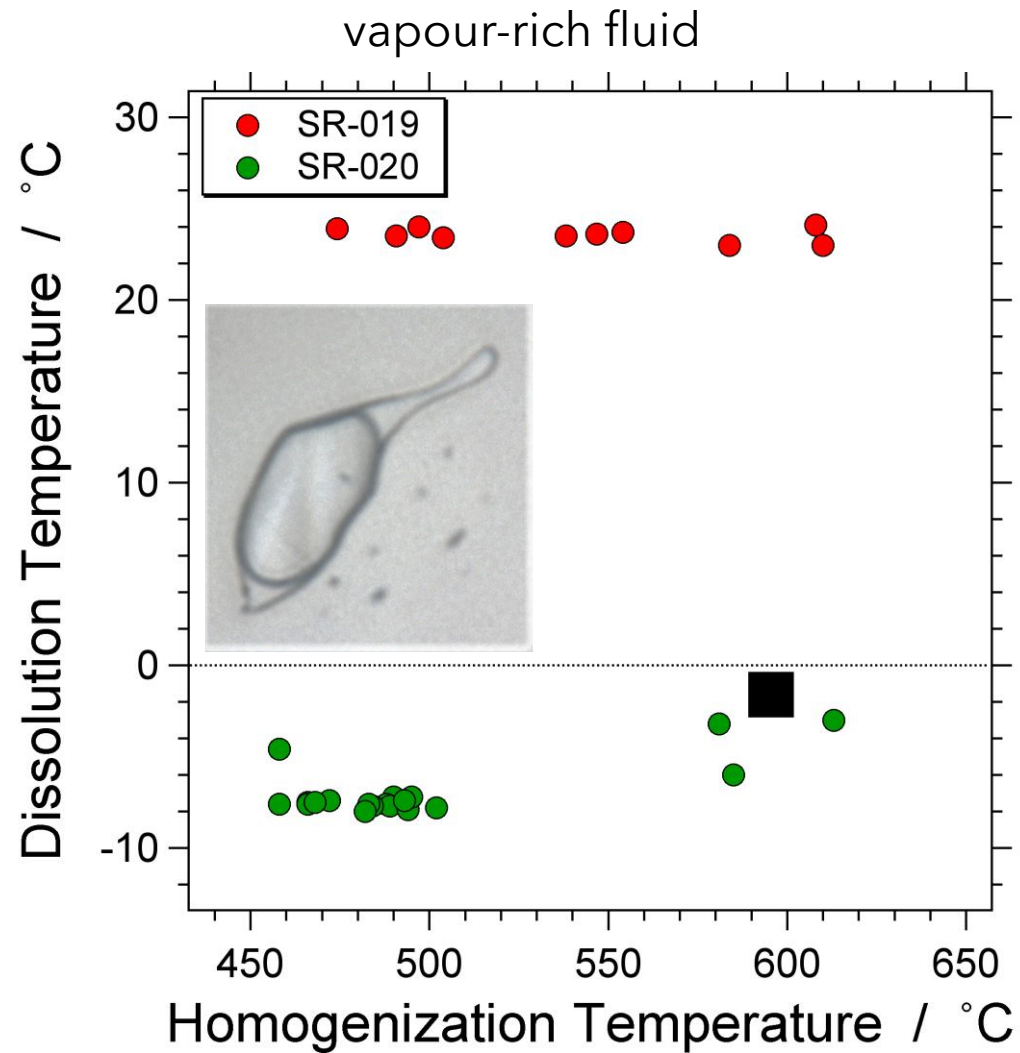 vapour-rich fluid
30
SR-019
SR-020
20
10
0
-10
Dissolution Temperature / °C
450 500 550 600 650
Homogenization Temperature / °C